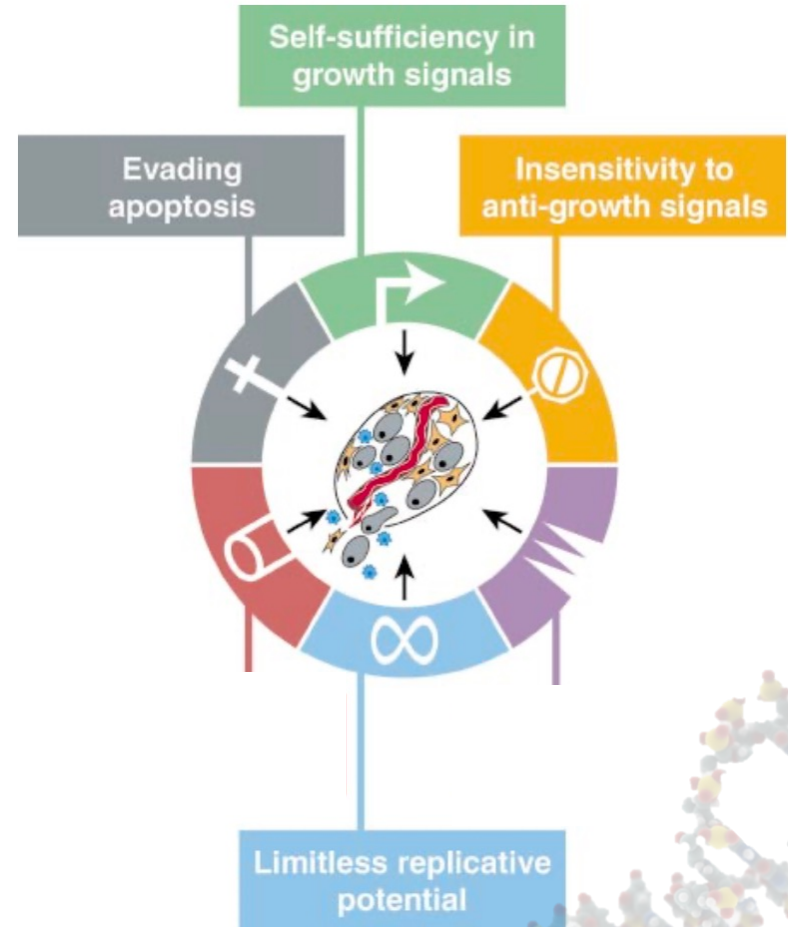 Self-sufficiency in
growth signals
Evading
apoptosis
Insensitivity to
anti-growth signals
Limitless replicative
potential